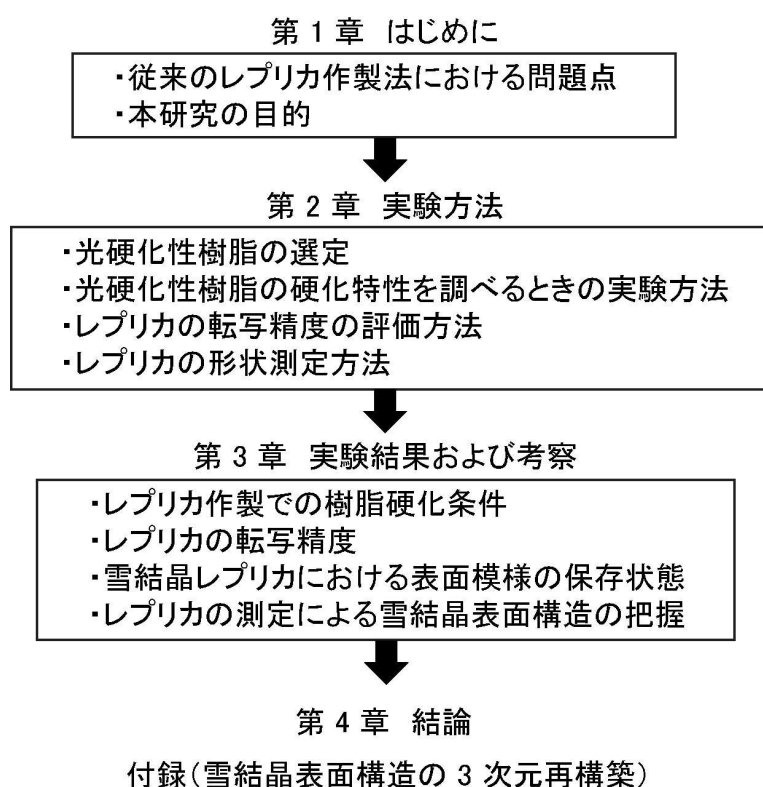 第 1 章 はじめに
・従来のレプリカ作製法における問題点
・本研究の目的
第 2 章 実験方法
・光硬化性樹脂の選定
・光硬化性樹脂の硬化特性を調べるときの実験方法
・レプリカの転写精度の評価方法
・レプリカの形状測定方法
第 3 章 実験結果および考察
・レプリカ作製での樹脂硬化条件
・レプリカの転写精度
・雪結晶レプリカにおける表面模様の保存状態
・レプリカの測定による雪結晶表面構造の把握
第 4 章 結論
付録(雪結晶表面構造の 3 次元再構築)